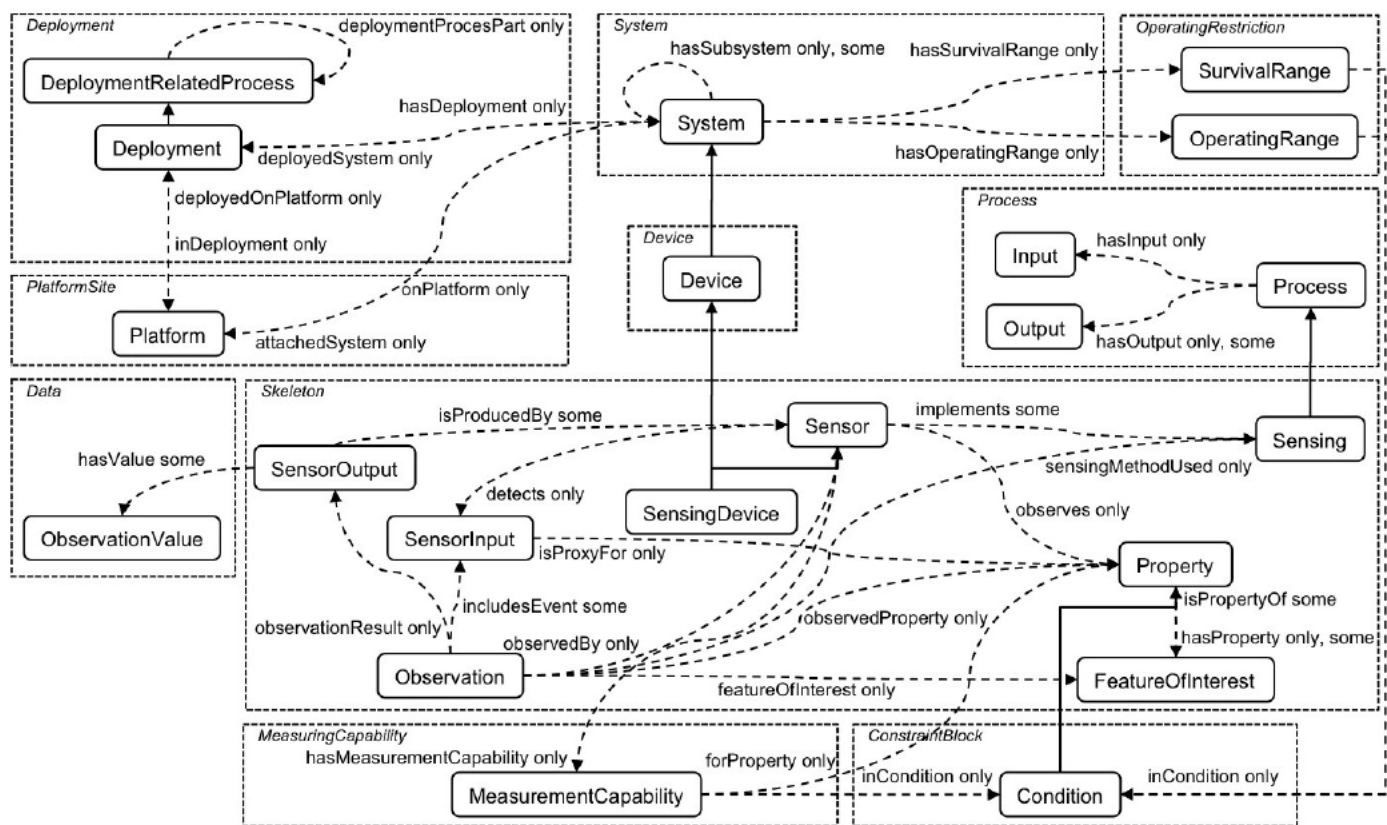 Deployment
deploymentProcesPart only
DeploymentRelatedProcess
Deployment
hasDeployment only
deployedSystem only
deployedOnPlatform only
inDeployment only
System
hasSubsystem only, some
System
hasSurvivalRange only
hasOperatingRange only
OperatingRestriction
SurvivalRange
OperatingRange
PlatformSite
Platform
onPlatform only
attachedSystem only
Device
Device
Process
Input
hasInput only
Process
Output
hasOutput only, some
Data
hasValue some
ObservationValue
Skeleton
isProducedBy some
Sensor
implements some
Sensing
SensorOutput
sensingMethodUsed only
detects only
SensingDevice
observes only
SensorInput
isProxyFor only
Property
isPropertyOf some
includesEvent some
observationResult only
observedBy only
observedProperty only
hasProperty only, some
Observation
featureOfInterest only
FeatureOfInterest
MeasuringCapability
hasMeasurementCapability only
forProperty only
MeasurementCapability
ConstraintBlock
inCondition only
Condition
inCondition only